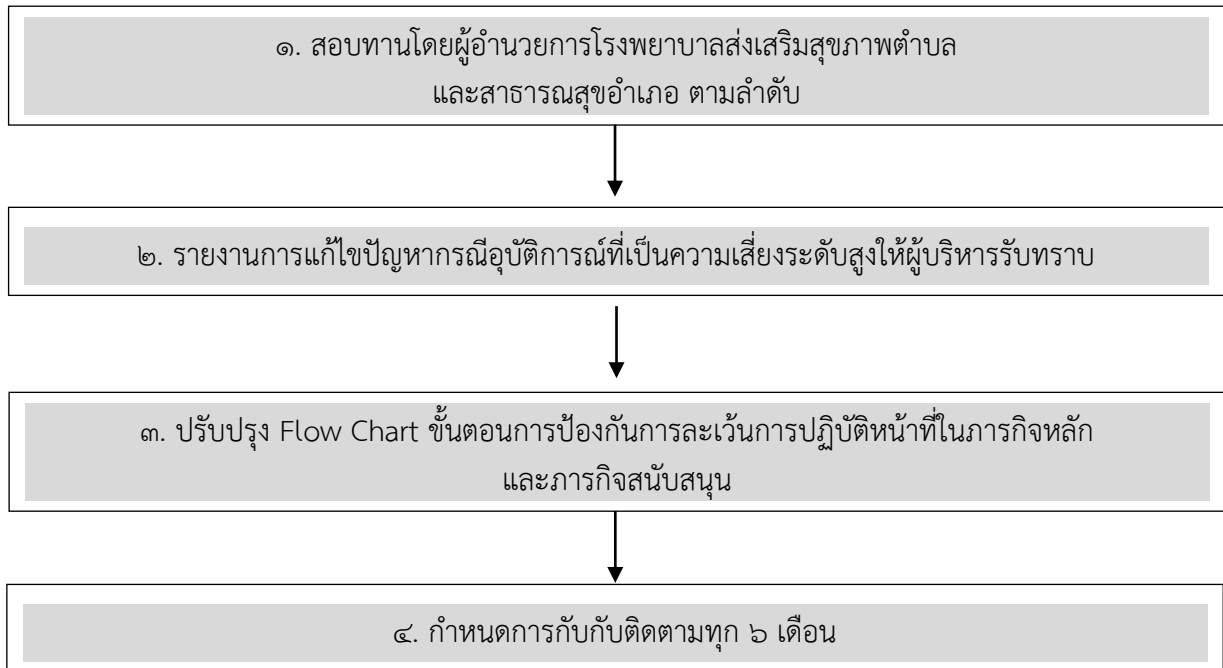 ๑. สอบทานโดยผู้อำนวยการโรงพยาบาลส่งเสริมสุขภาพตำบล
และสาธารณสุขอำเภอ ตามลำดับ
๒. รายงานการแก้ไขปัญหากรณีอุบัติการณ์ที่เป็นความเสี่ยงระดับสูงให้ผู้บริหารรับทราบ
๓. ปรับปรุง Flow Chart ขั้นตอนการป้องกันการละเว้นการปฏิบัติหน้าที่ในภารกิจหลัก
และภารกิจสนับสนุน
๔. กำหนดการกับกับติดตามทุก ๖ เดือน